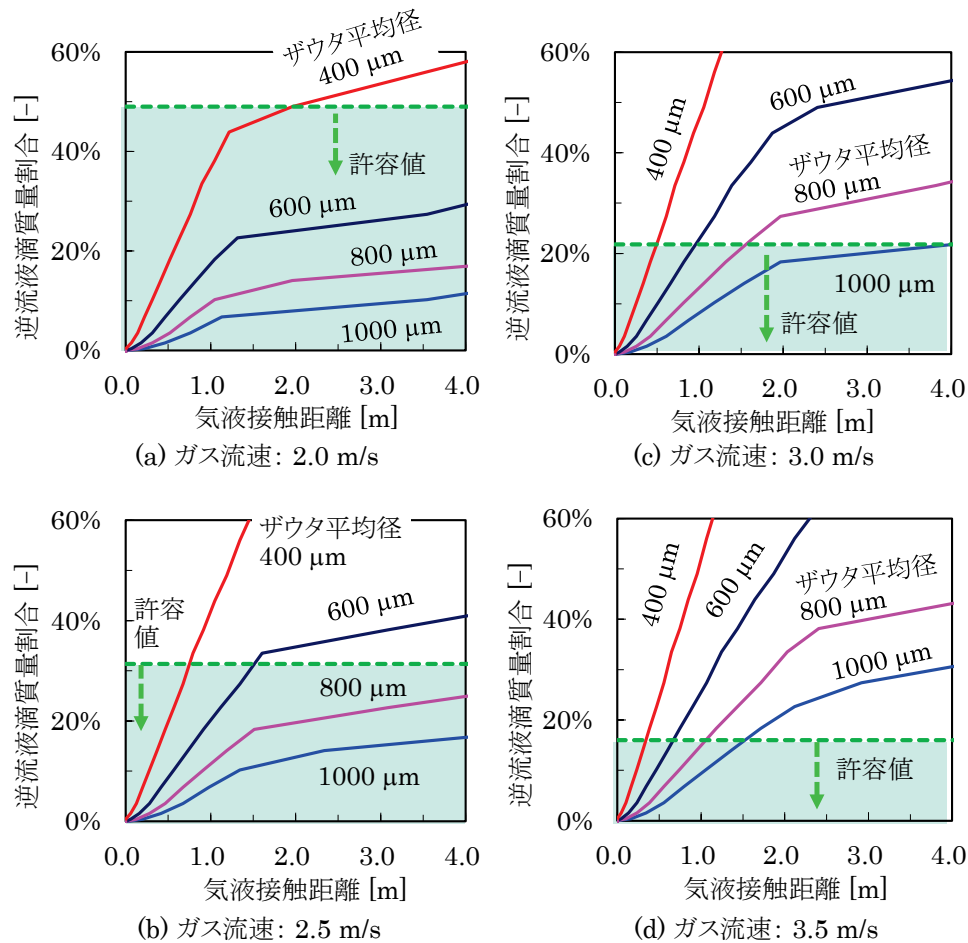 60%
40%
20%
0%
逆流液滴質量割合 [−]
ザウタ平均径
400 µm
許容値
600 µm
800 µm
1000 µm
0.0 1.0 2.0 3.0 4.0
気液接触距離 [m]
(a) ガス流速: 2.0 m/s
60%
40%
20%
0%
逆流液滴質量割合 [−]
400 µm
600 µm
ザウタ平均径
800 µm
1000 µm
許容値
0.0 1.0 2.0 3.0 4.0
気液接触距離 [m]
(c) ガス流速: 3.0 m/s
60%
40%
20%
0%
逆流液滴質量割合 [−]
ザウタ平均径
400 µm
許容
値
600 µm
800 µm
1000 µm
0.0 1.0 2.0 3.0 4.0
気液接触距離 [m]
(b) ガス流速: 2.5 m/s
60%
40%
20%
0%
逆流液滴質量割合 [−]
400 µm
600 µm
ザウタ平均径
800 µm
1000 µm
許容値
0.0 1.0 2.0 3.0 4.0
気液接触距離 [m]
(d) ガス流速: 3.5 m/s